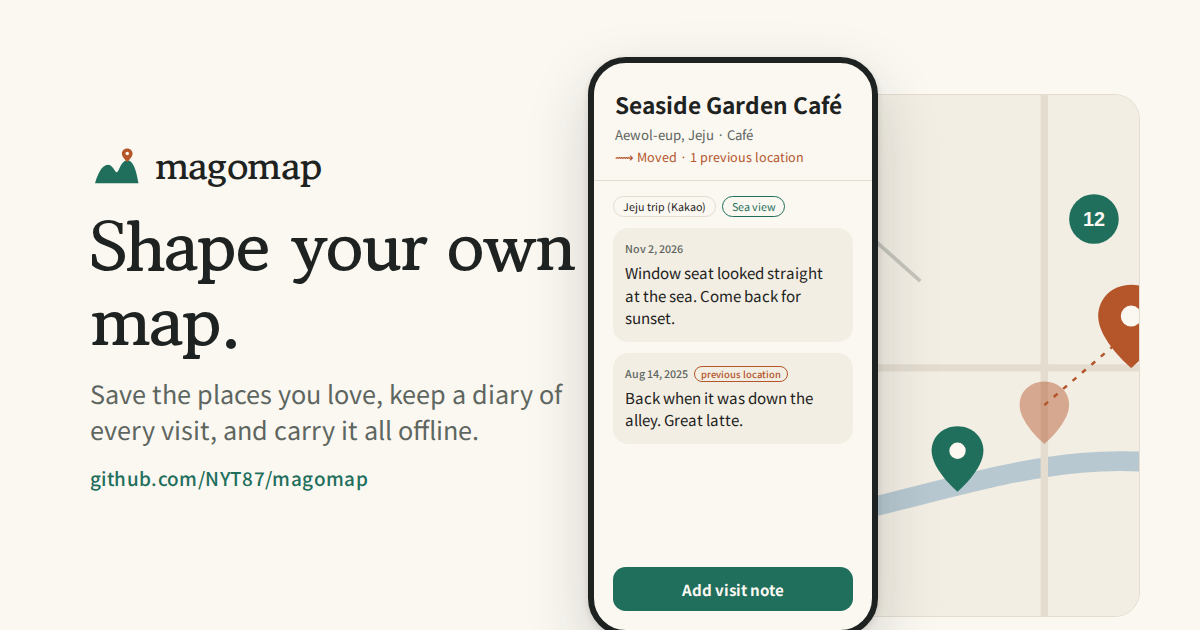 magomap
Shape your own
map.
Save the places you love, keep a diary of
every visit, and carry it all offline.
github.com/NYT87/magomap
Seaside Garden Café
Aewol-eup, Jeju · Café
⟿ Moved · 1 previous location
Jeju trip (Kakao) Sea view
Nov 2, 2026
Window seat looked straight
at the sea. Come back for
sunset.
Aug 14, 2025 previous location
Back when it was down the
alley. Great latte.
Add visit note
12